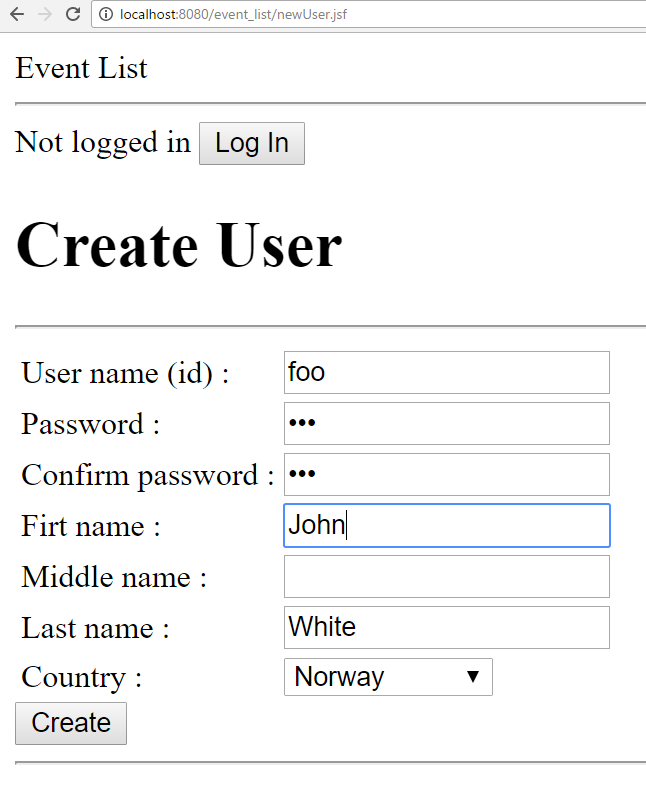 localhost:8080/event_list/newUser.jsf
Event List
Not logged in Log In
Create User
User name (id) : foo
Password : •••
Confirm password : •••
Firt name : John
Middle name :
Last name : White
Country : Norway
Create